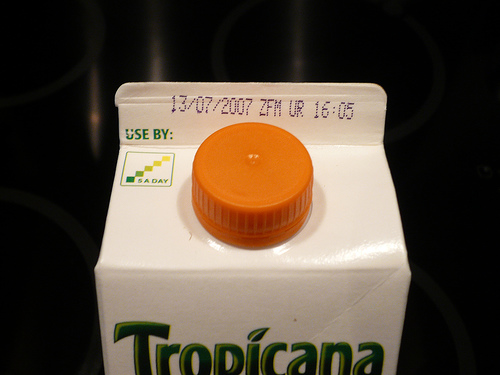 13/07/2007 ZFM UR 16:05
USE BY:
5 A DAY
Tropicana